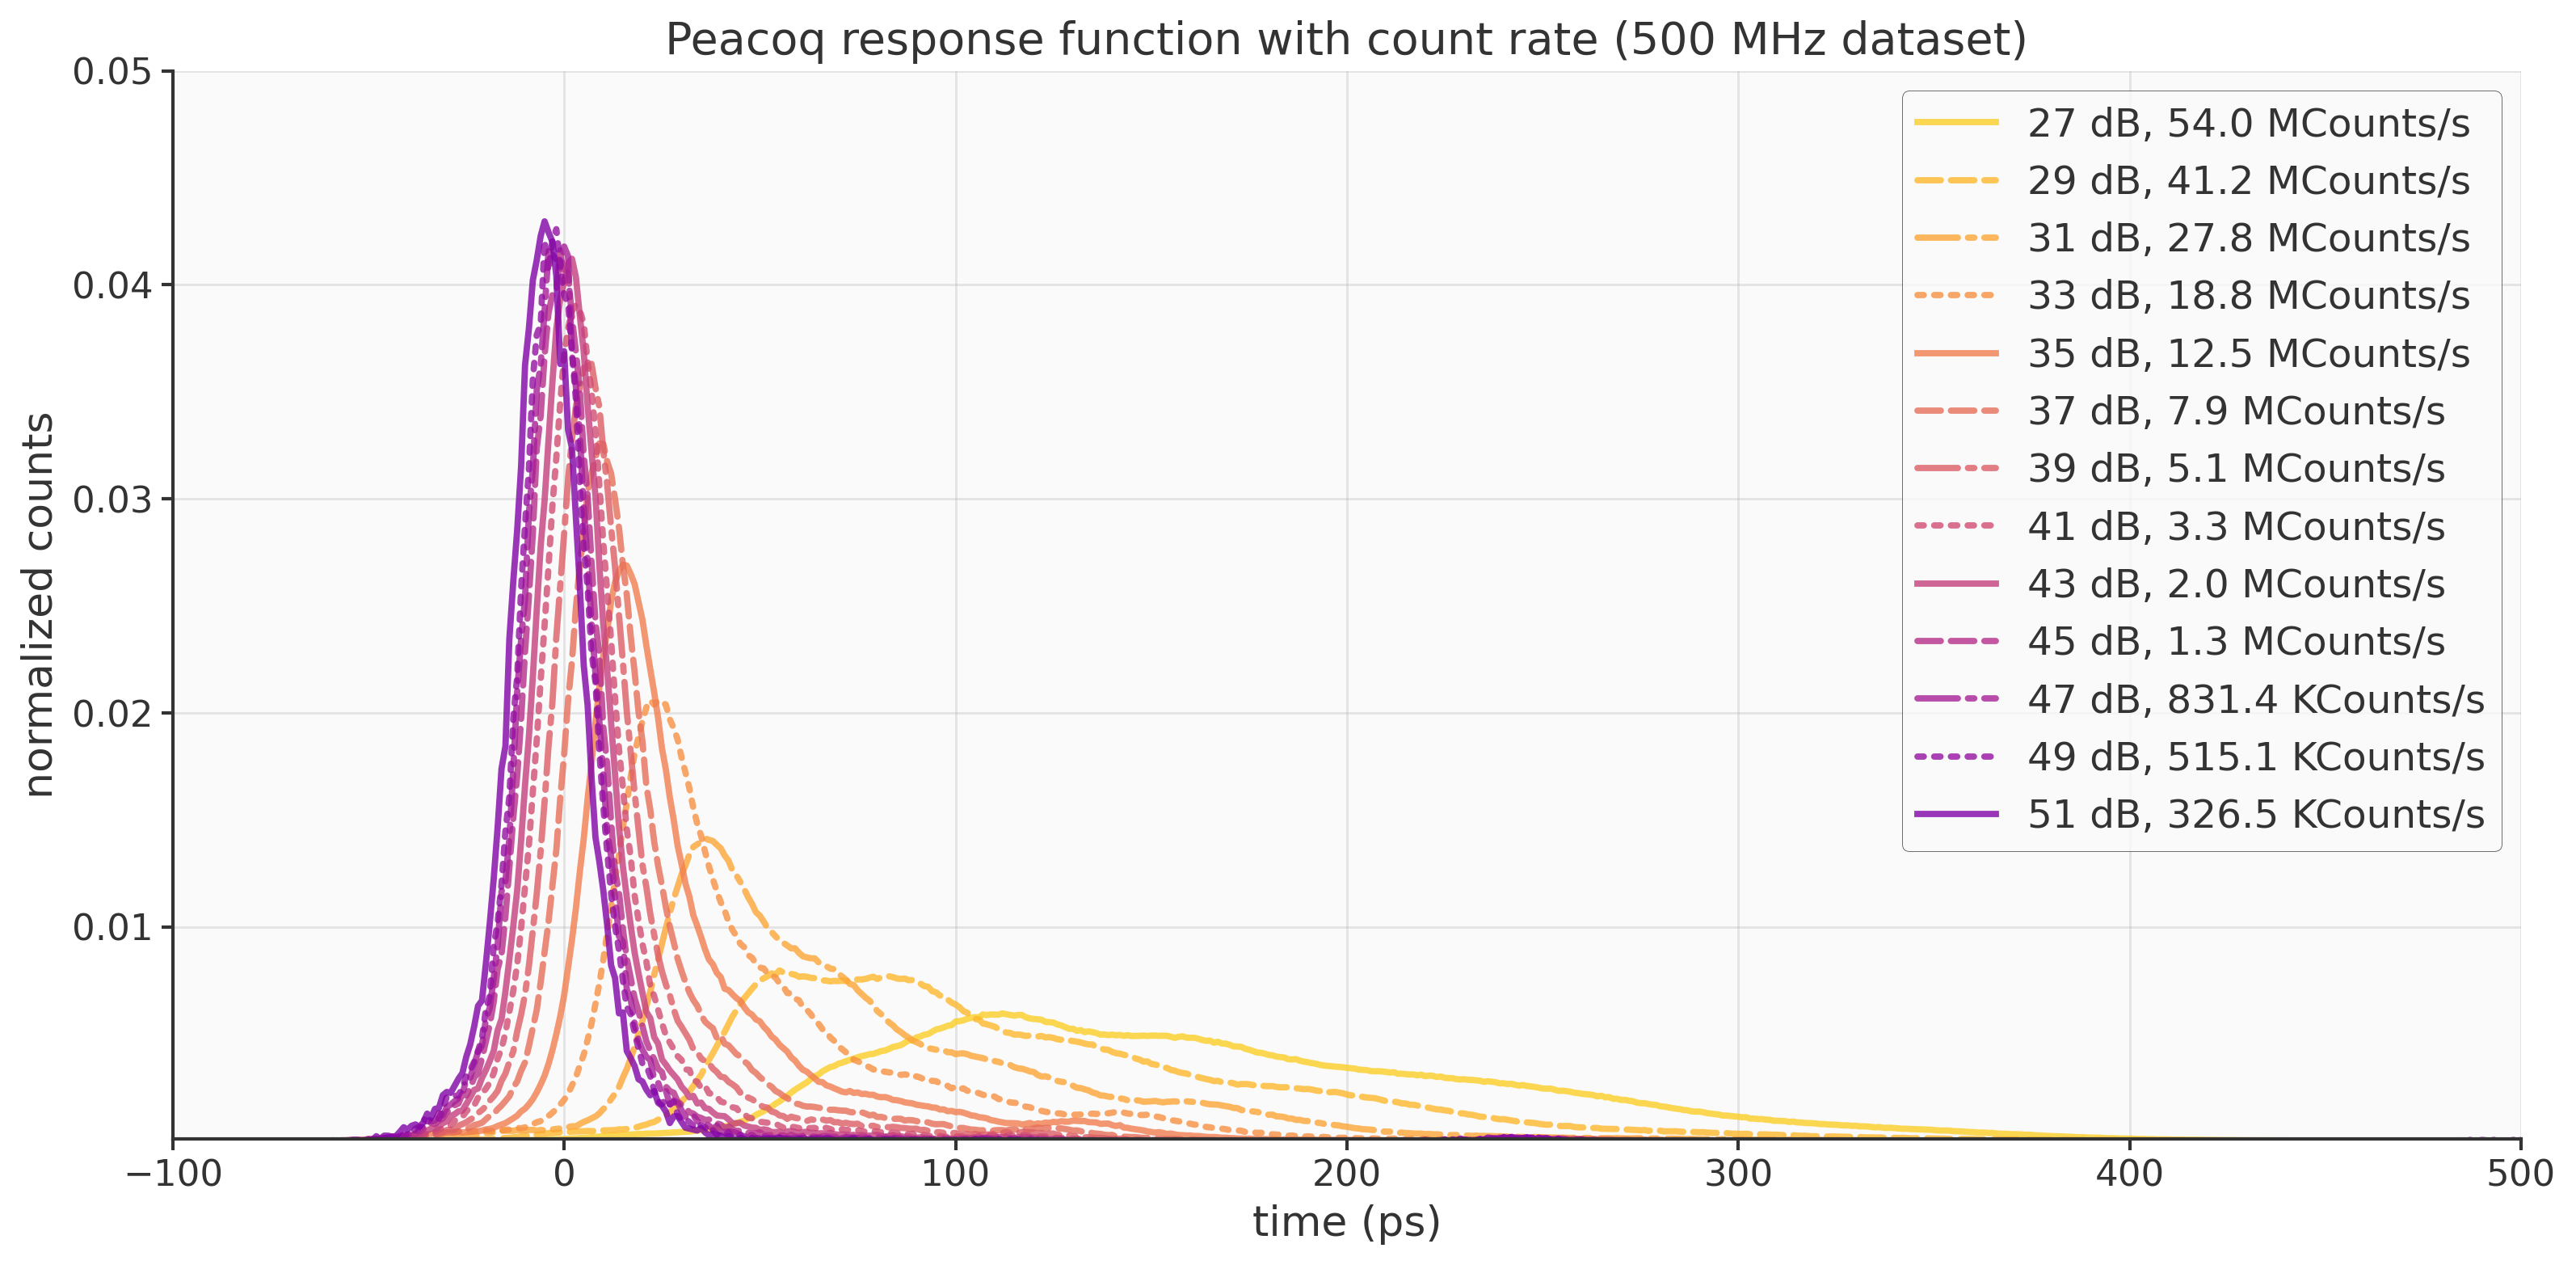 Peacoq response function with count rate (500 MHz dataset)
0.05
0.04
0.03
0.02
0.01
normalized counts
−100
0
100
200
300
400
500
time (ps)
27 dB, 54.0 MCounts/s
29 dB, 41.2 MCounts/s
31 dB, 27.8 MCounts/s
33 dB, 18.8 MCounts/s
35 dB, 12.5 MCounts/s
37 dB, 7.9 MCounts/s
39 dB, 5.1 MCounts/s
41 dB, 3.3 MCounts/s
43 dB, 2.0 MCounts/s
45 dB, 1.3 MCounts/s
47 dB, 831.4 KCounts/s
49 dB, 515.1 KCounts/s
51 dB, 326.5 KCounts/s